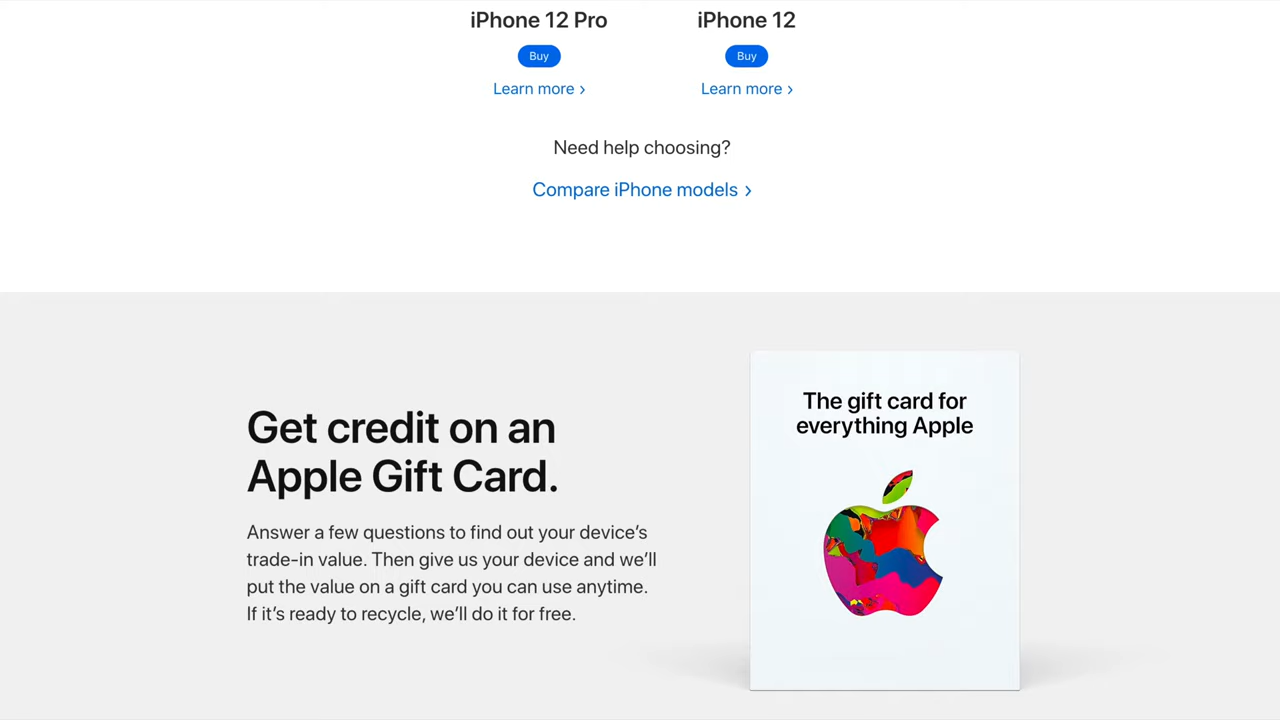 iPhone 12 Pro
iPhone 12
Buy
Buy
Learn more ›
Learn more ›
Need help choosing?
Compare iPhone models ›
Get credit on an
Apple Gift Card.
Answer a few questions to find out your device’s
trade-in value. Then give us your device and we’ll
put the value on a gift card you can use anytime.
If it’s ready to recycle, we’ll do it for free.
The gift card for
everything Apple